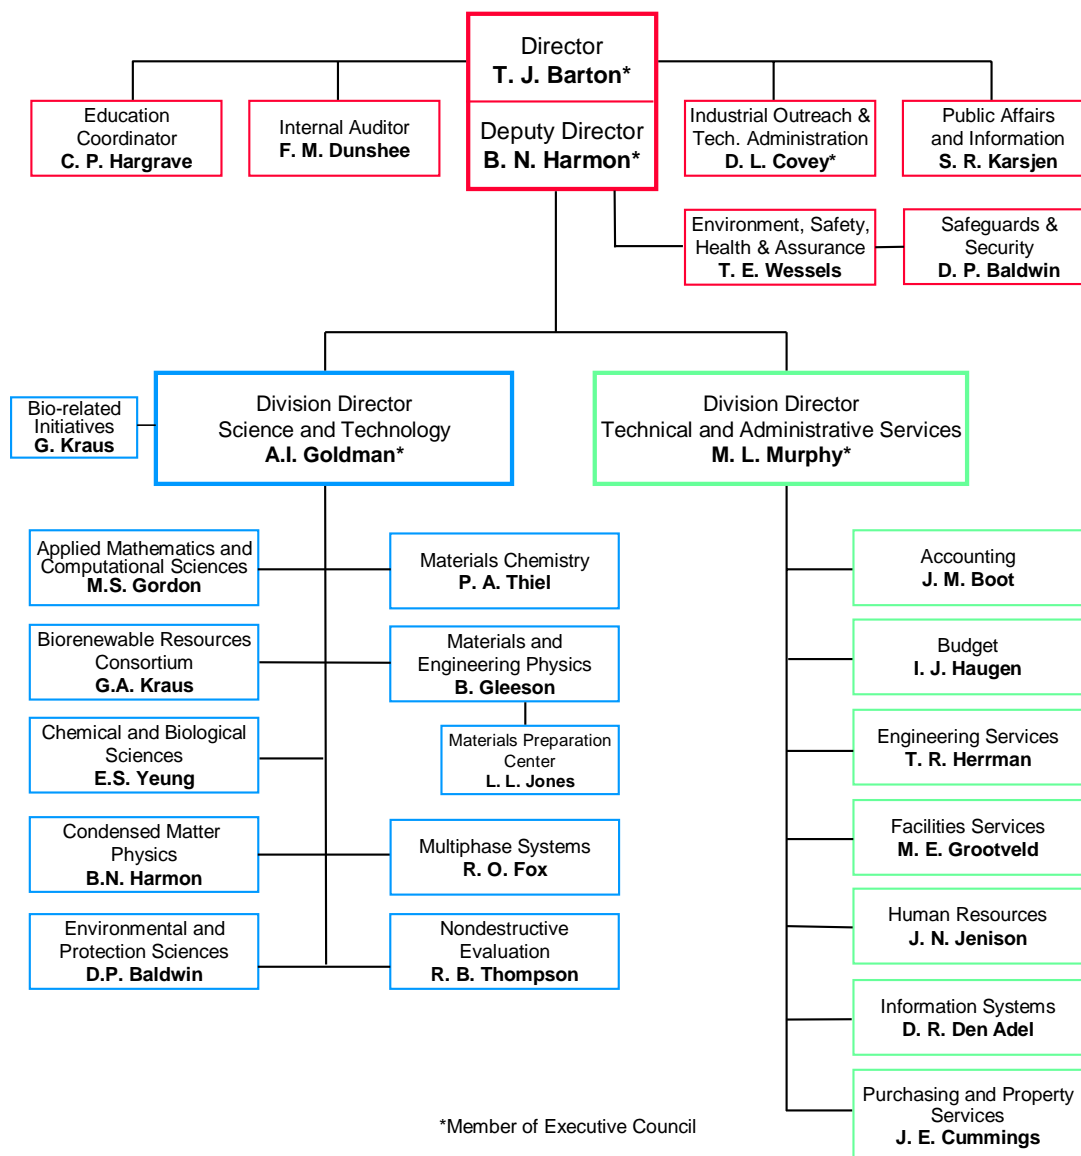 Director
T. J. Barton*
Deputy Director
B. N. Harmon*
Education
Coordinator
C. P. Hargrave
Internal Auditor
F. M. Dunshee
Industrial Outreach &
Tech. Administration
D. L. Covey*
Public Affairs
and Information
S. R. Karsjen
Environment, Safety,
Health & Assurance
T. E. Wessels
Safeguards &
Security
D. P. Baldwin
Bio-related
Initiatives
G. Kraus
Division Director
Science and Technology
A.I. Goldman*
Division Director
Technical and Administrative Services
M. L. Murphy*
Applied Mathematics and
Computational Sciences
M.S. Gordon
Materials Chemistry
P. A. Thiel
Biorenewable Resources
Consortium
G.A. Kraus
Materials and
Engineering Physics
B. Gleeson
Chemical and Biological
Sciences
E.S. Yeung
Materials Preparation
Center
L. L. Jones
Condensed Matter
Physics
B.N. Harmon
Multiphase Systems
R. O. Fox
Environmental and
Protection Sciences
D.P. Baldwin
Nondestructive
Evaluation
R. B. Thompson
Accounting
J. M. Boot
Budget
I. J. Haugen
Engineering Services
T. R. Herrman
Facilities Services
M. E. Grootveld
Human Resources
J. N. Jenison
Information Systems
D. R. Den Adel
Purchasing and Property
Services
J. E. Cummings
*Member of Executive Council